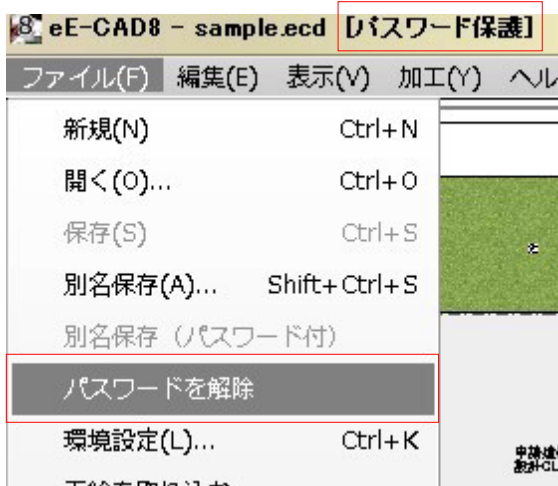 eE-CAD8 - sample.ecd [パスワード保護]
ファイル(F) 編集(E) 表示(V) 加工(Y) ヘル
新規(N) Ctrl+N
開く(O)... Ctrl+O
保存(S) Ctrl+S
別名保存(A)... Shift+Ctrl+S
別名保存（パスワード付）
パスワードを解除
環境設定(L)... Ctrl+K